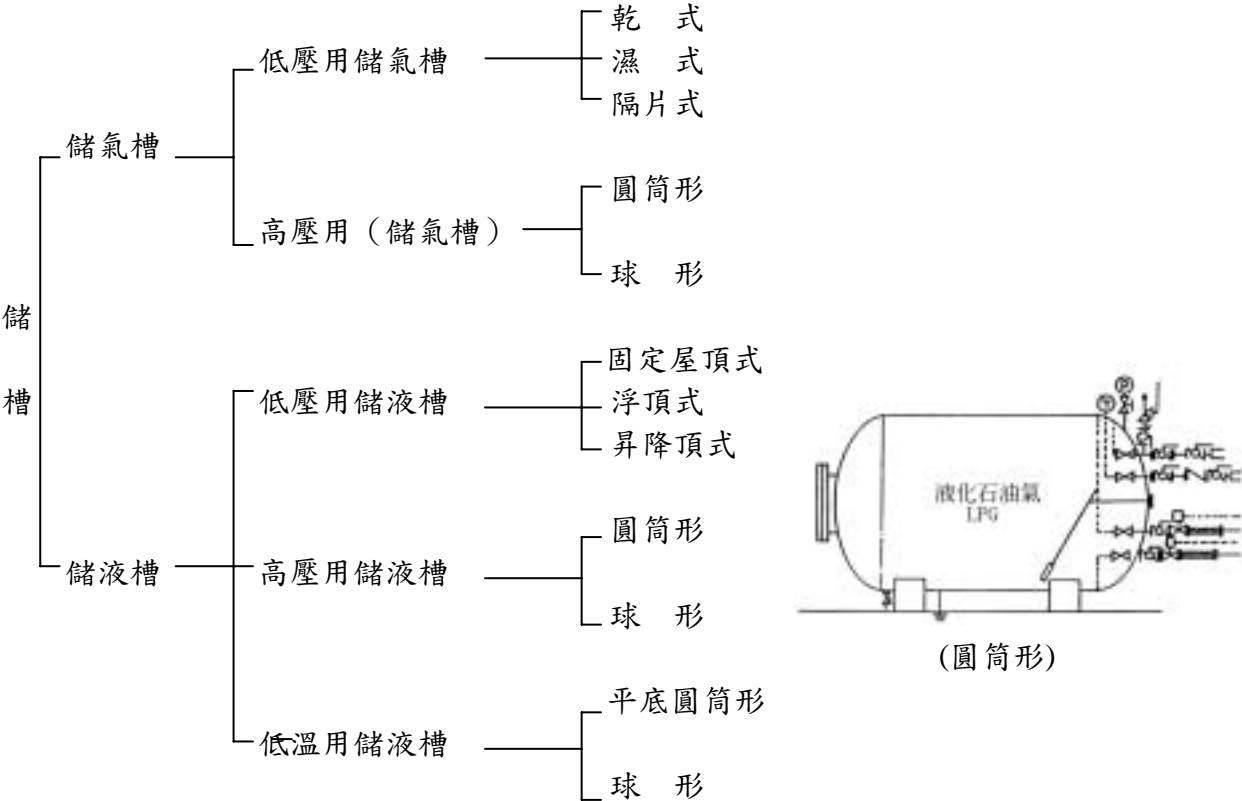 乾　式
低壓用儲氣槽
濕　式
隔片式
儲氣槽
圓筒形
高壓用（儲氣槽）
球　形
儲槽
固定屋頂式
低壓用儲液槽
浮頂式
昇降頂式
液化石油氣
LPG
圓筒形
儲液槽
高壓用儲液槽
球　形
(圓筒形)
平底圓筒形
低溫用儲液槽
球　形